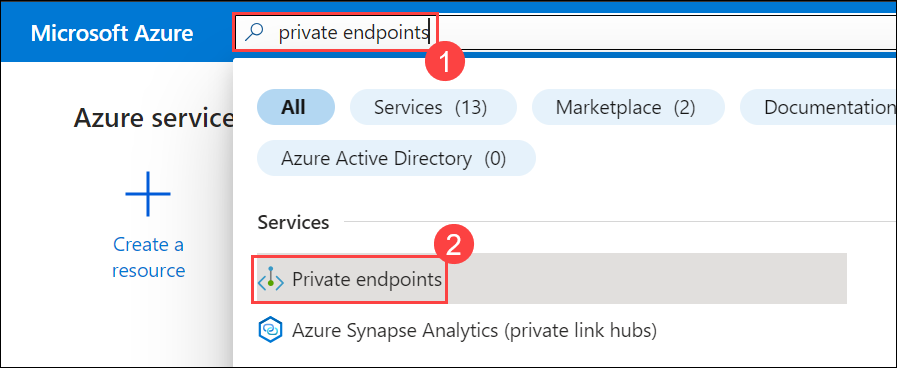 Microsoft Azure
private endpoints
1
All
Services (13)
Marketplace (2)
Documentation
Azure service
Azure Active Directory (0)
Create a
resource
Services
2
Private endpoints
Azure Synapse Analytics (private link hubs)